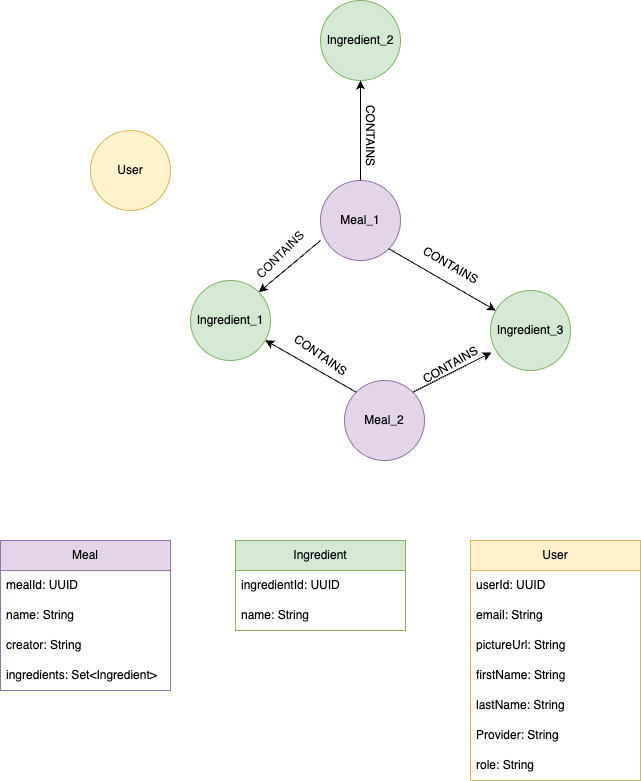 Ingredient_2
CONTAINS
User
Meal_1
CONTAINS
CONTAINS
Ingredient_1
Ingredient_3
CONTAINS
CONTAINS
Meal_2
Meal
mealId: UUID
name: String
creator: String
ingredients: Set<Ingredient>
Ingredient
ingredientId: UUID
name: String
User
userId: UUID
email: String
pictureUrl: String
firstName: String
lastName: String
Provider: String
role: String